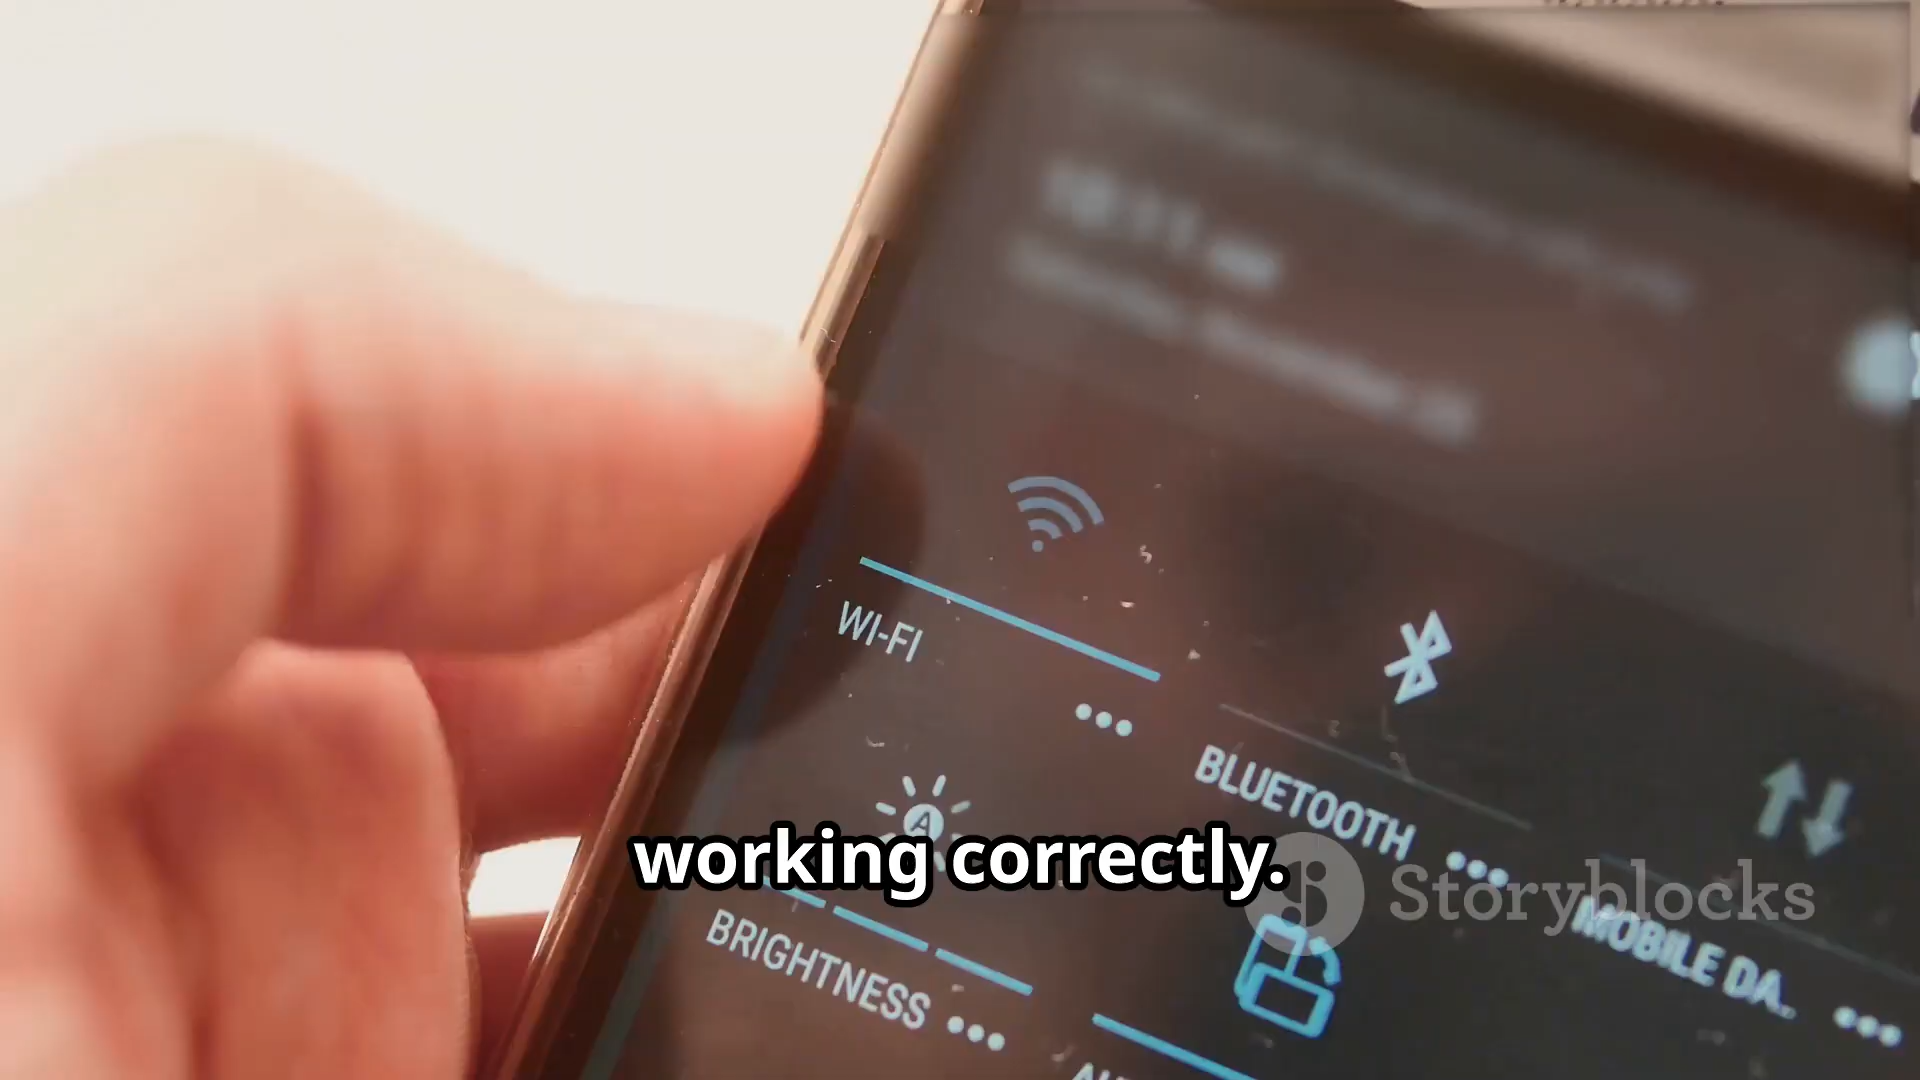 WI-FI
BLUETOOTH
working correctly.
Storyblocks
BRIGHTNESS
MOBILE DA..